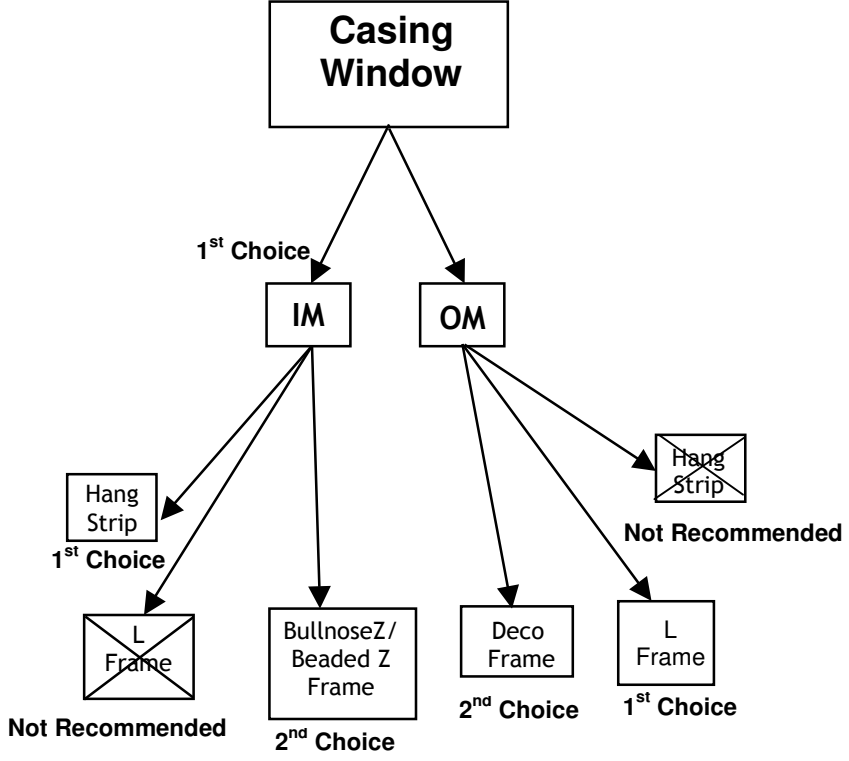 Casing
Window
1st Choice
IM
OM
Hang
Strip
1st Choice
Hang
Strip
Not Recommended
L
Frame
Not Recommended
BullnoseZ/
Beaded Z
Frame
2nd Choice
Deco
Frame
2nd Choice
L
Frame
1st Choice